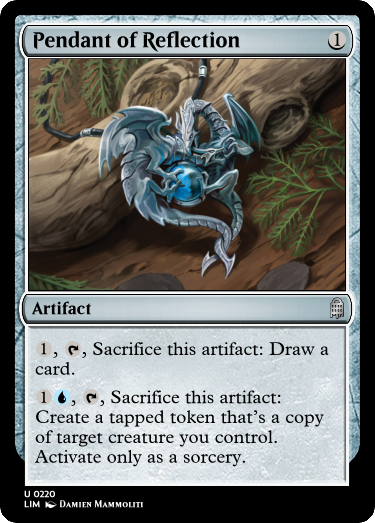 Pendant of Reflection 1
Artifact
1, , Sacrifice this artifact: Draw a
card.
1 , , Sacrifice this artifact:
Create a tapped token that's a copy
of target creature you control.
Activate only as a sorcery.
U 0220
LIM Damien Mammoliti